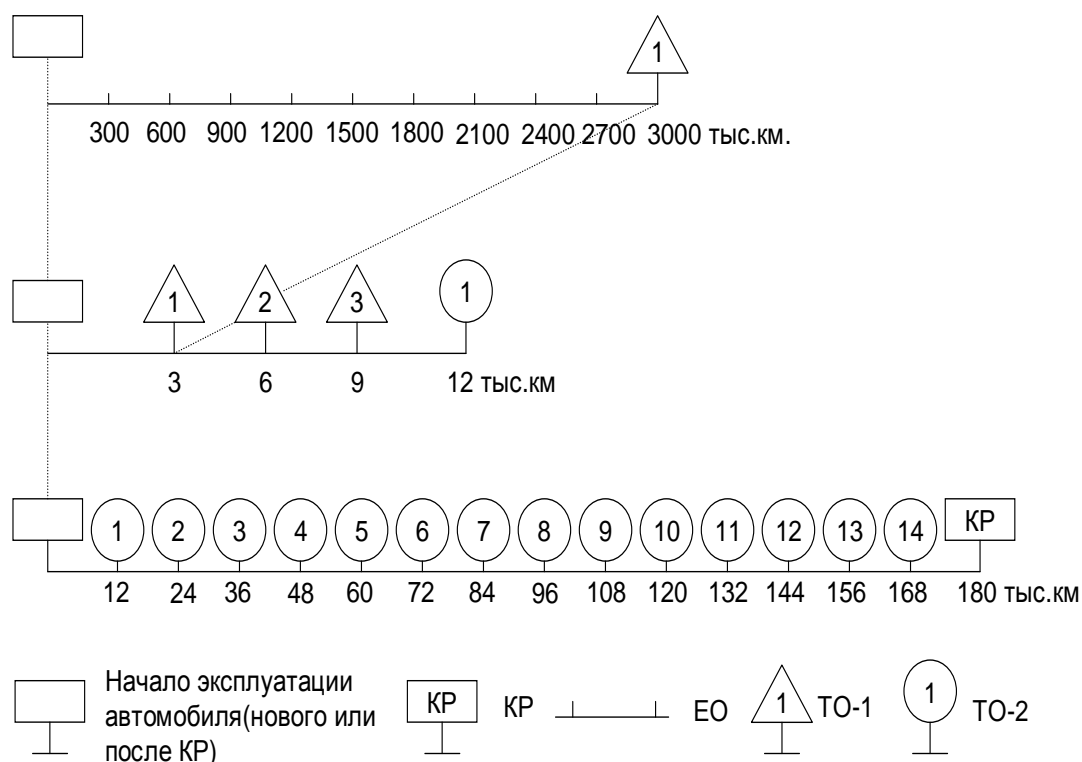 1
300 600 900 1200 1500 1800 2100 2400 2700 3000 тыс.км.
1 2 3 1
3 6 9 12 тыс.км
1 2 3 4 5 6 7 8 9 10 11 12 13 14 КР
12 24 36 48 60 72 84 96 108 120 132 144 156 168 180 тыс.км
Начало эксплуатации
автомобиля(нового или
после КР)
КР КР ЕО 1 ТО-1 1 ТО-2